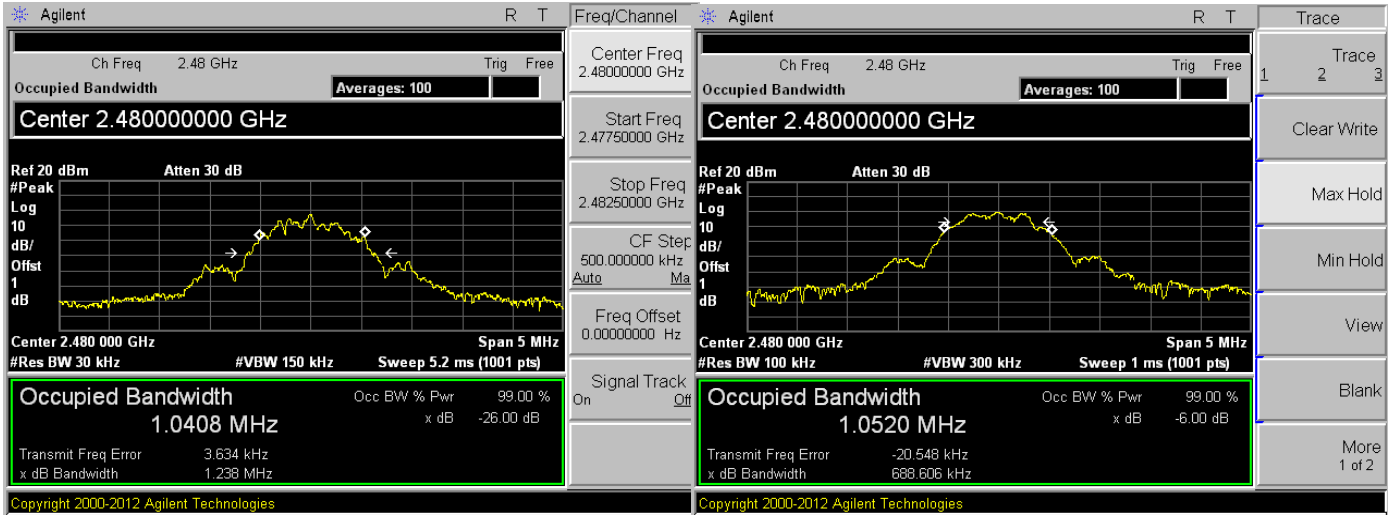 Agilent R T
Freq/Channel
Ch Freq 2.48 GHz Trig Free
Occupied Bandwidth Averages: 100
Center 2.480000000 GHz
Ref 20 dBm Atten 30 dB
#Peak
Log
10
dB/
Offst
1
dB
Center 2.480 000 GHz Span 5 MHz
#Res BW 30 kHz #VBW 150 kHz Sweep 5.2 ms (1001 pts)
Occupied Bandwidth Occ BW % Pwr 99.00 %
1.0408 MHz x dB -26.00 dB
Transmit Freq Error 3.634 kHz
x dB Bandwidth 1.238 MHz
Copyright 2000-2012 Agilent Technologies
Center Freq
2.48000000 GHz
Start Freq
2.47750000 GHz
Stop Freq
2.48250000 GHz
CF Step
500.000000 kHz
Auto Ma
Freq Offset
0.00000000 Hz
Signal Track
On Off
Agilent R T
Trace
Ch Freq 2.48 GHz Trig Free
Occupied Bandwidth Averages: 100
Center 2.480000000 GHz
Ref 20 dBm Atten 30 dB
#Peak
Log
10
dB/
Offst
1
dB
Center 2.480 000 GHz Span 5 MHz
#Res BW 100 kHz #VBW 300 kHz Sweep 1 ms (1001 pts)
Occupied Bandwidth Occ BW % Pwr 99.00 %
1.0520 MHz x dB -6.00 dB
Transmit Freq Error -20.548 kHz
x dB Bandwidth 688.606 kHz
Copyright 2000-2012 Agilent Technologies
Trace
1 2 3
Clear Write
Max Hold
Min Hold
View
Blank
More
1 of 2